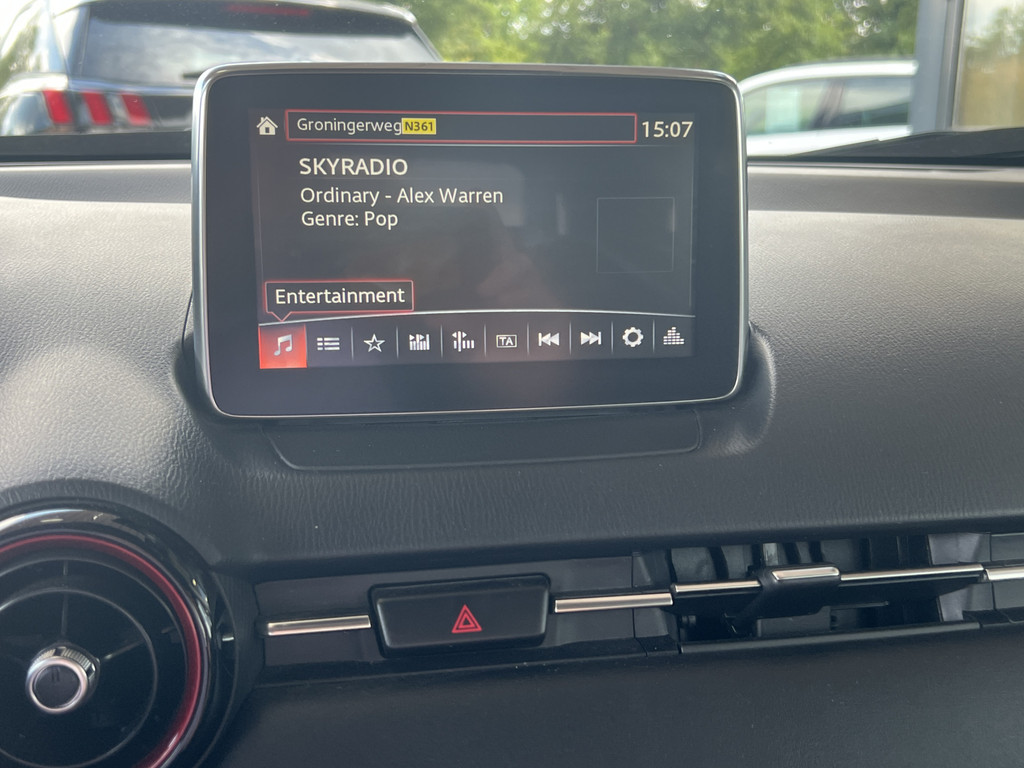 Groningerweg N361
15:07
SKYRADIO
Ordinary - Alex Warren
Genre: Pop
Entertainment
TA